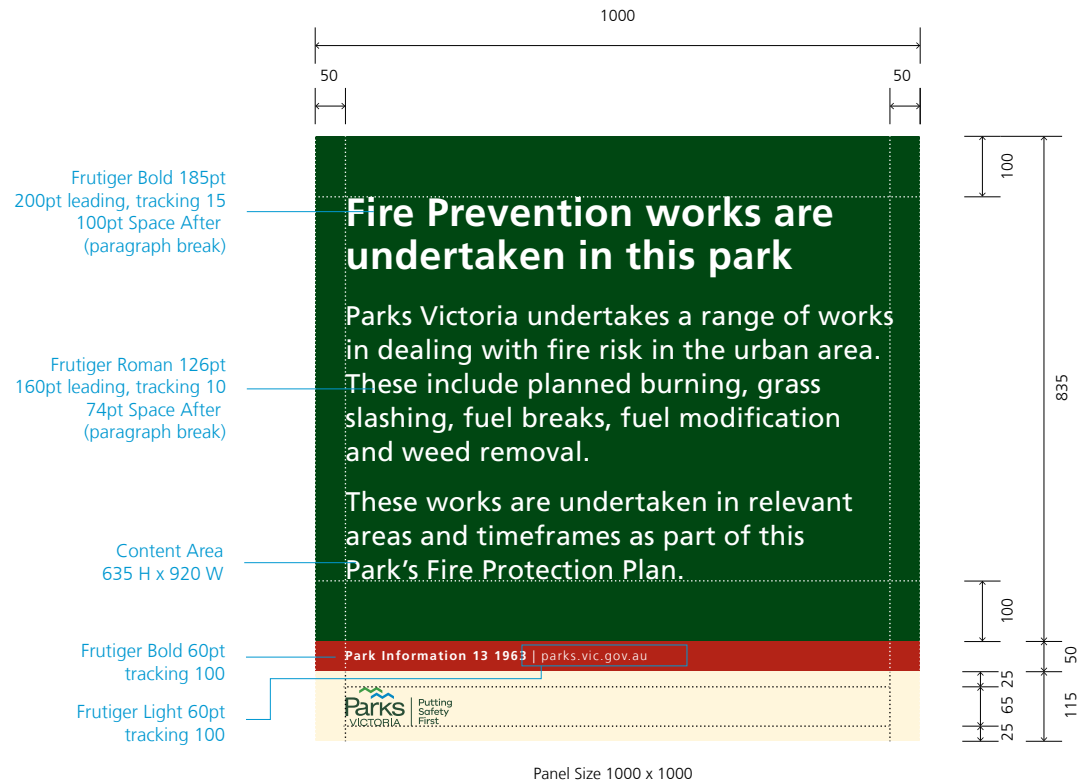 1000
50
50
Frutiger Bold 185pt
200pt leading, tracking 15
100pt Space After
(paragraph break)
Fire Prevention works are
undertaken in this park
100
Frutiger Roman 126pt
160pt leading, tracking 10
74pt Space After
(paragraph break)
Parks Victoria undertakes a range of works
in dealing with fire risk in the urban area.
These include planned burning, grass
slashing, fuel breaks, fuel modification
and weed removal.
835
Content Area
635 H x 920 W
These works are undertaken in relevant
areas and timeframes as part of this
Park's Fire Protection Plan.
100
Frutiger Bold 60pt
tracking 100
Park Information 13 1963 | parks.vic.gov.au
50
Frutiger Light 60pt
tracking 100
Parks
VICTORIA
Putting
Safety
First
25
65
25
115
Panel Size 1000 x 1000